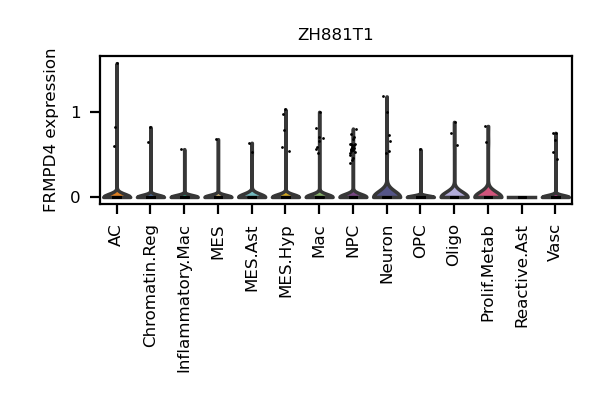 ZH881T1
FRMPD4 expression
1
0
AC
Chromatin.Reg
Inflammatory.Mac
MES
MES.Ast
MES.Hyp
Mac
NPC
Neuron
OPC
Oligo
Prolif.Metab
Reactive.Ast
Vasc